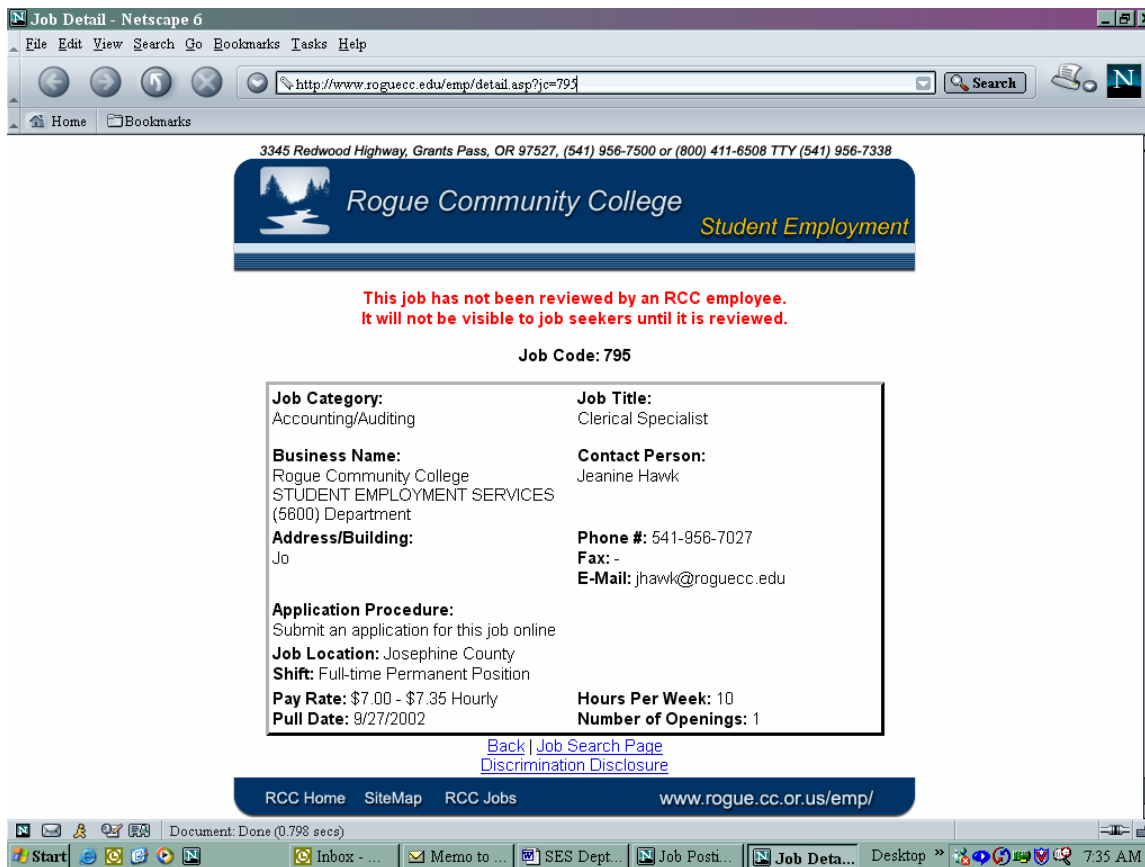 Job Detail - Netscape 6
File Edit View Search Go Bookmarks Tasks Help
http://www.roguecc.edu/emp/detail.asp?jc=795
Search
N
Home Bookmarks
3345 Redwood Highway, Grants Pass, OR 97527, (541) 956-7500 or (800) 411-6508 TTY (541) 956-7338
Rogue Community College
Student Employment
This job has not been reviewed by an RCC employee.
It will not be visible to job seekers until it is reviewed.
Job Code: 795
Job Category: Job Title:
Accounting/Auditing Clerical Specialist
Business Name: Contact Person:
Rogue Community College Jeanine Hawk
STUDENT EMPLOYMENT SERVICES
(5600) Department
Address/Building: Phone #: 541-956-7027
Jo Fax: -
E-Mail: jhawk@roguecc.edu
Application Procedure:
Submit an application for this job online
Job Location: Josephine County
Shift: Full-time Permanent Position
Pay Rate: $7.00 - $7.35 Hourly Hours Per Week: 10
Pull Date: 9/27/2002 Number of Openings: 1
Back | Job Search Page
Discrimination Disclosure
RCC Home SiteMap RCC Jobs www.rogue.cc.or.us/emp/
Document: Done (0.798 secs)
Start Inbox - ... Memo to ... SES Dept... Job Posti... Job Deta... Desktop » 7:35 AM